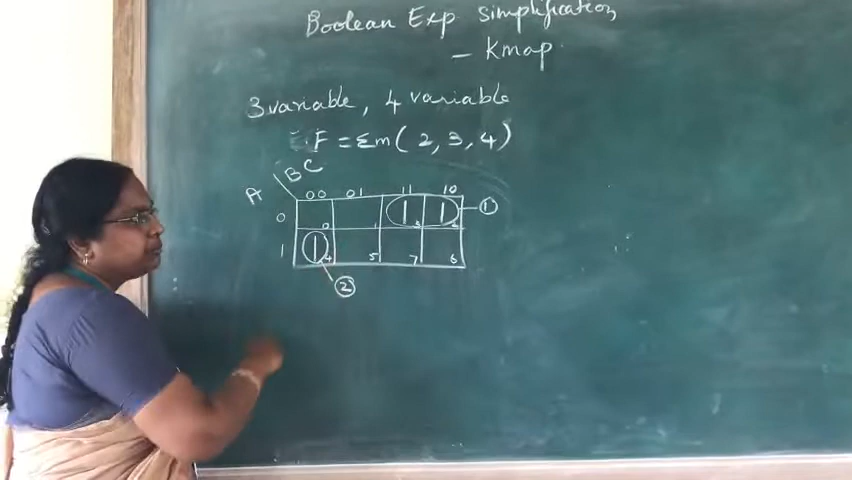 Boolean Exp simplification
- Kmap.
3 variable, 4 variable
F = Σm( 2, 3, 4)
A BC
00 01 11 10
0 0 1 1 3 1 2 ①
1 1 4 5 7 6
②